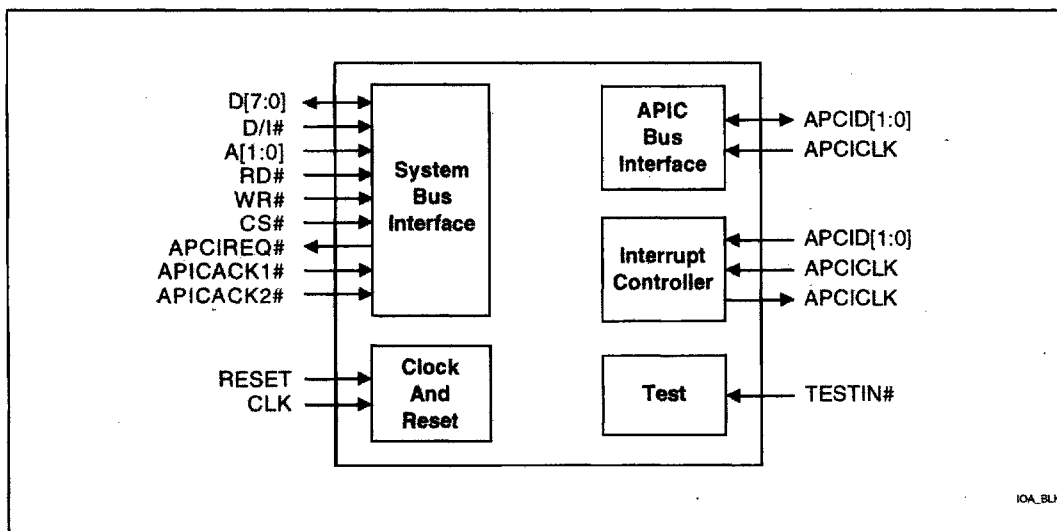 D[7:0]
D/I#
A[1:0]
RD#
WR#
CS#
APCIREQ#
APICACK1#
APICACK2#
System
Bus
Interface
APIC
Bus
Interface
APCID[1:0]
APCICLK
Interrupt
Controller
APCID[1:0]
APCICLK
APCICLK
RESET
CLK
Clock
And
Reset
Test
TESTIN#